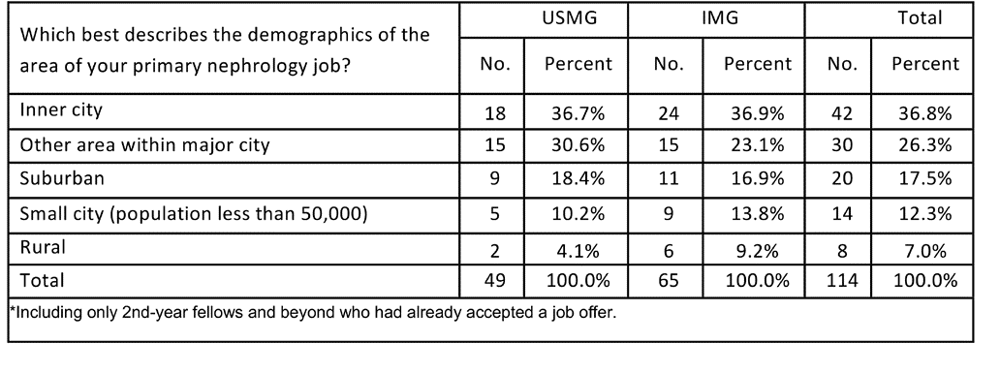 USMG IMG Total
Which best describes the demographics of the
area of your primary nephrology job?
No. Percent No. Percent No. Percent
Inner city 18 36.7% 24 36.9% 42 36.8%
Other area within major city 15 30.6% 15 23.1% 30 26.3%
Suburban 9 18.4% 11 16.9% 20 17.5%
Small city (population less than 50,000) 5 10.2% 9 13.8% 14 12.3%
Rural 2 4.1% 6 9.2% 8 7.0%
Total 49 100.0% 65 100.0% 114 100.0%
*Including only 2nd-year fellows and beyond who had already accepted a job offer.